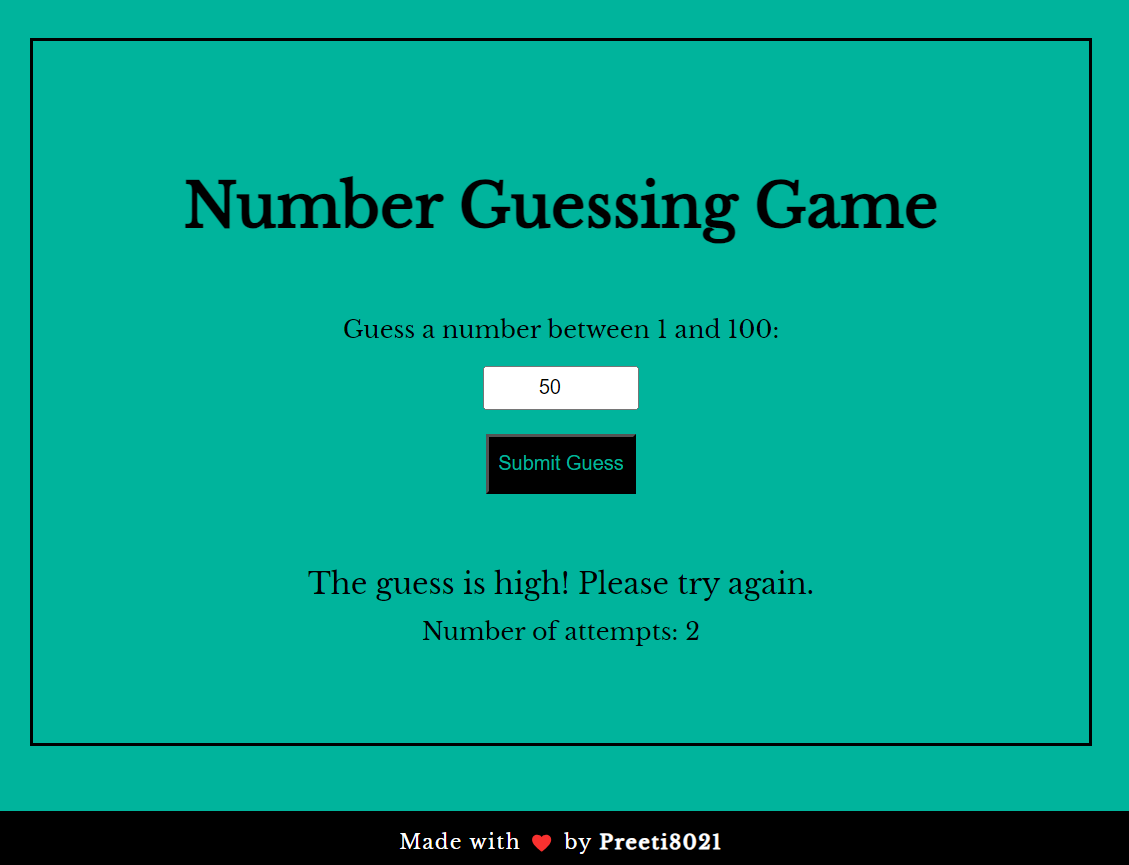 Number Guessing Game
Guess a number between 1 and 100:
50
Submit Guess
The guess is high! Please try again.
Number of attempts: 2
Made with ❤ by Preeti8021